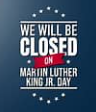 WE WILL BE
CLOSED
ON
MARTIN LUTHER
KING JR. DAY